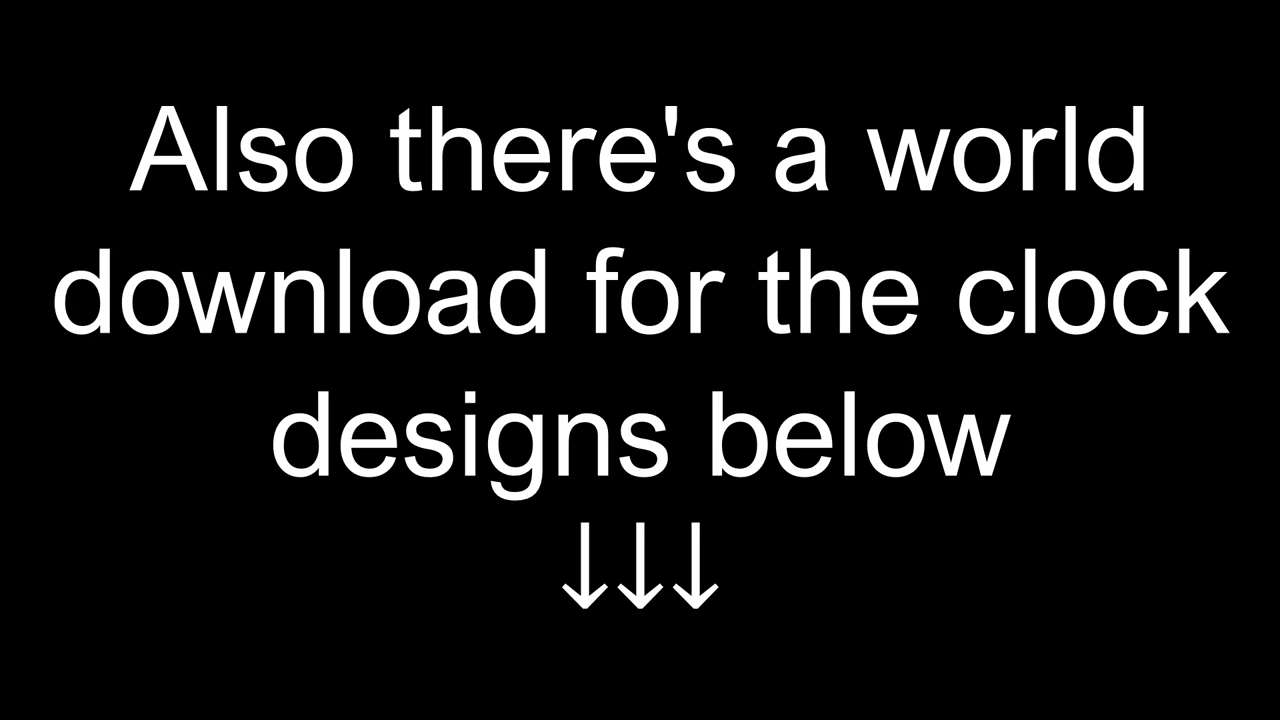 Also there's a world
download for the clock
designs below
↓↓↓